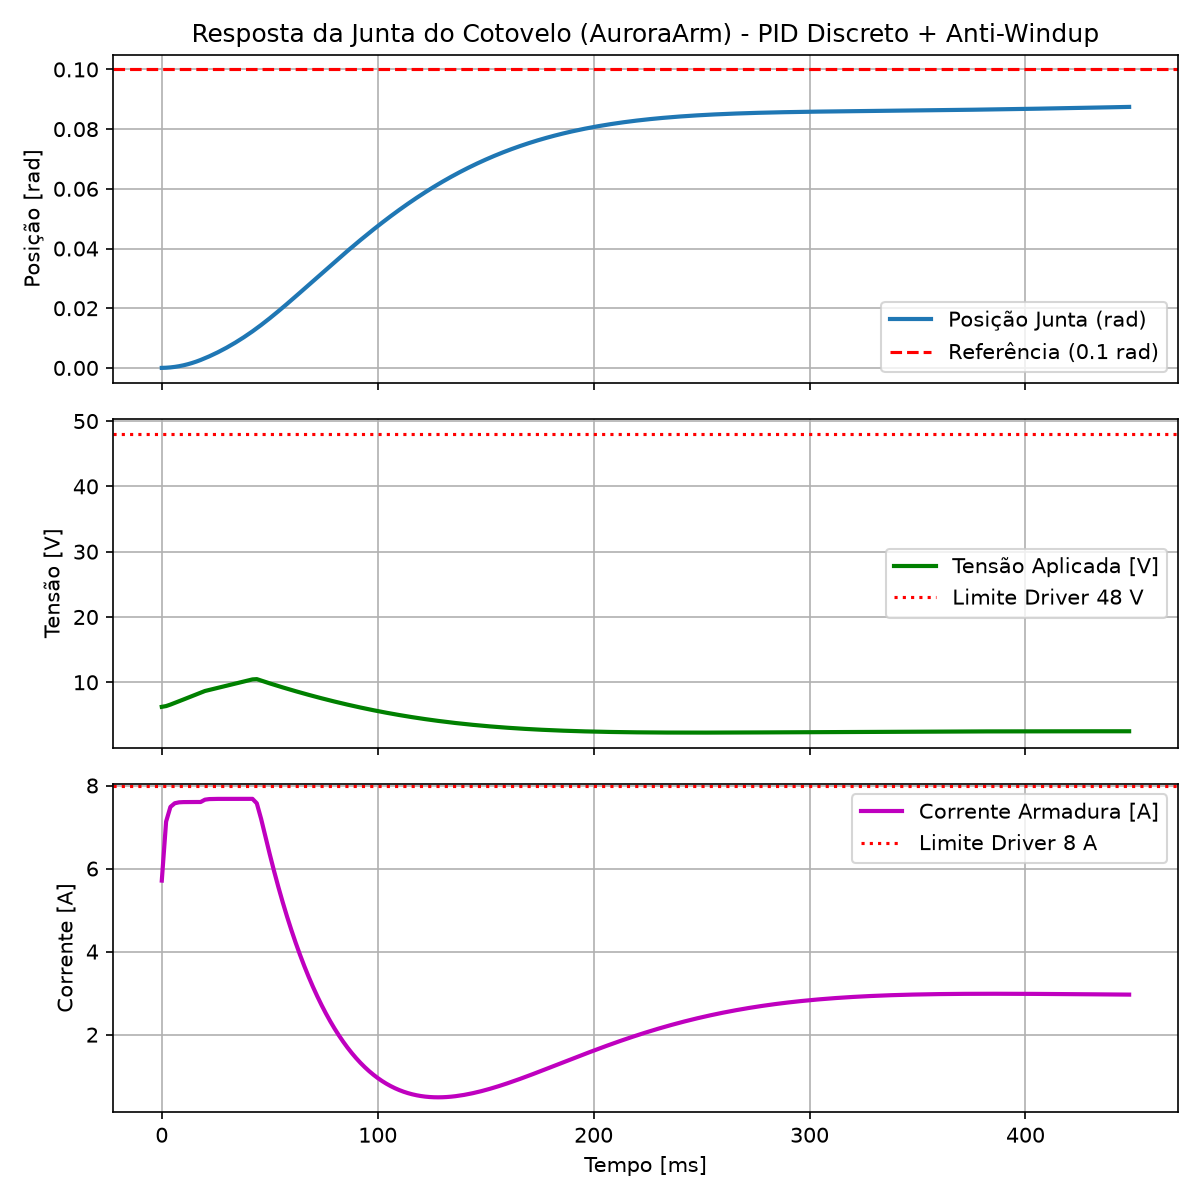 Resposta da Junta do Cotovelo (AuroraArm) - PID Discreto + Anti-Windup
0.10
0.08
0.06
0.04
0.02
0.00
Posição [rad]
Posição Junta (rad)
Referência (0.1 rad)
50
40
30
20
10
Tensão [V]
Tensão Aplicada [V]
Limite Driver 48 V
8
6
4
2
Corrente [A]
Corrente Armadura [A]
Limite Driver 8 A
0 100 200 300 400
Tempo [ms]